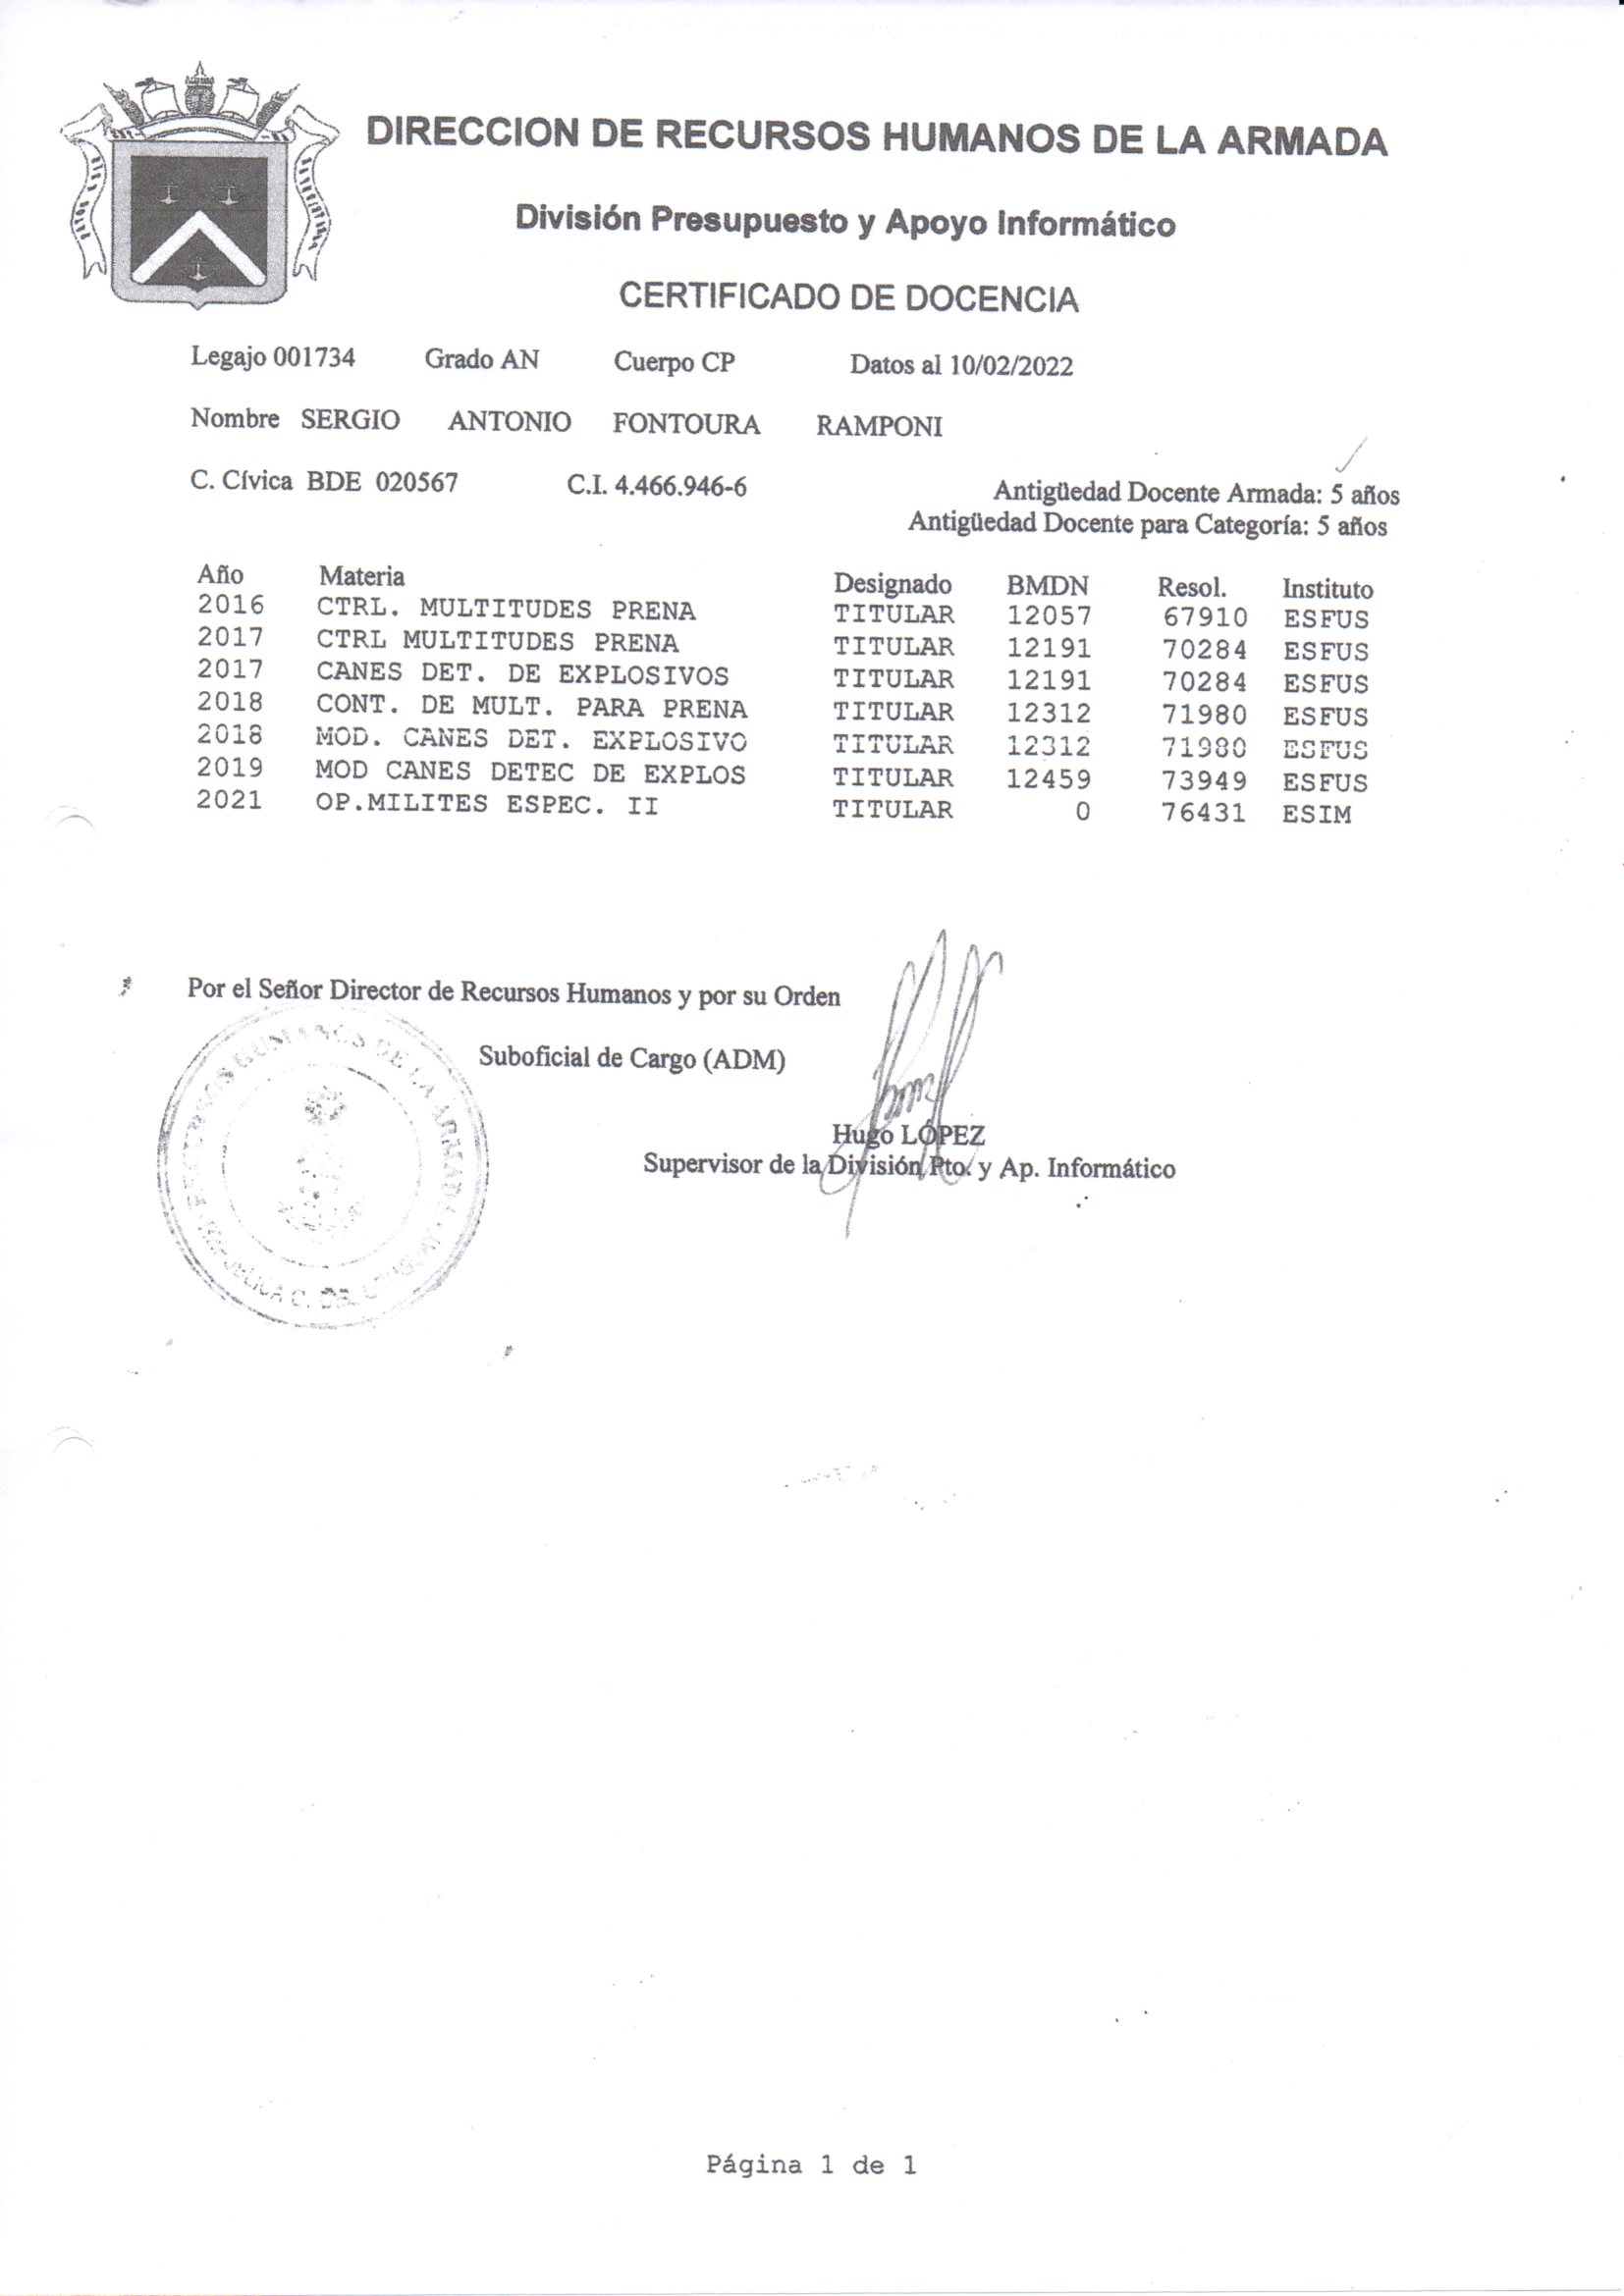 DIRECCION DE RECURSOS HUMANOS DE LA ARMADA
División Presupuesto y Apoyo Informático
CERTIFICADO DE DOCENCIA
Legajo 001734 Grado AN Cuerpo CP Datos al 10/02/2022
Nombre SERGIO ANTONIO FONTOURA RAMPONI
C. Cívica BDE 020567 C.I. 4.466.946-6 Antigüedad Docente Armada: 5 años
Antigüedad Docente para Categoría: 5 años
Año Materia Designado BMDN Resol. Instituto
2016 CTRL. MULTITUDES PRENA TITULAR 12057 67910 ESFUS
2017 CTRL MULTITUDES PRENA TITULAR 12191 70284 ESFUS
2017 CANES DET. DE EXPLOSIVOS TITULAR 12191 70284 ESFUS
2018 CONT. DE MULT. PARA PRENA TITULAR 12312 71980 ESFUS
2018 MOD. CANES DET. EXPLOSIVO TITULAR 12312 71980 ESFUS
2019 MOD CANES DETEC DE EXPLOS TITULAR 12459 73949 ESFUS
2021 OP.MILITES ESPEC. II TITULAR 0 76431 ESIM
Por el Señor Director de Recursos Humanos y por su Orden
Suboficial de Cargo (ADM)
Hugo LÓPEZ
Supervisor de la División Pto. y Ap. Informático
HUMANOS DE LA ARMADA
Página 1 de 1